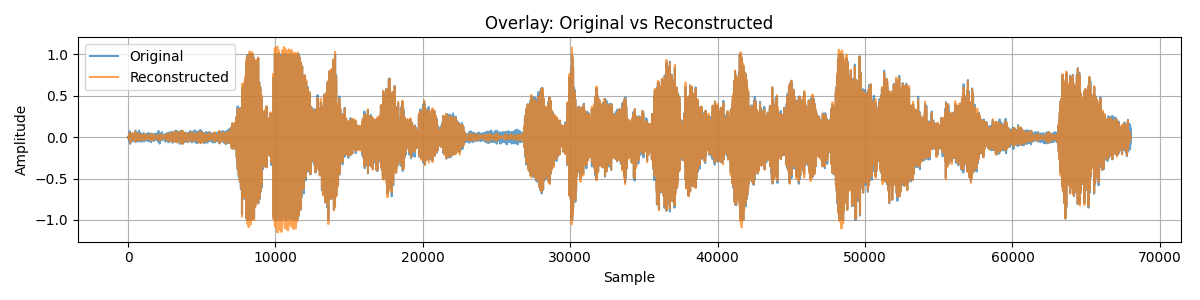 Overlay: Original vs Reconstructed
Original
Reconstructed
Amplitude
1.0
0.5
0.0
−0.5
−1.0
0 10000 20000 30000 40000 50000 60000 70000
Sample